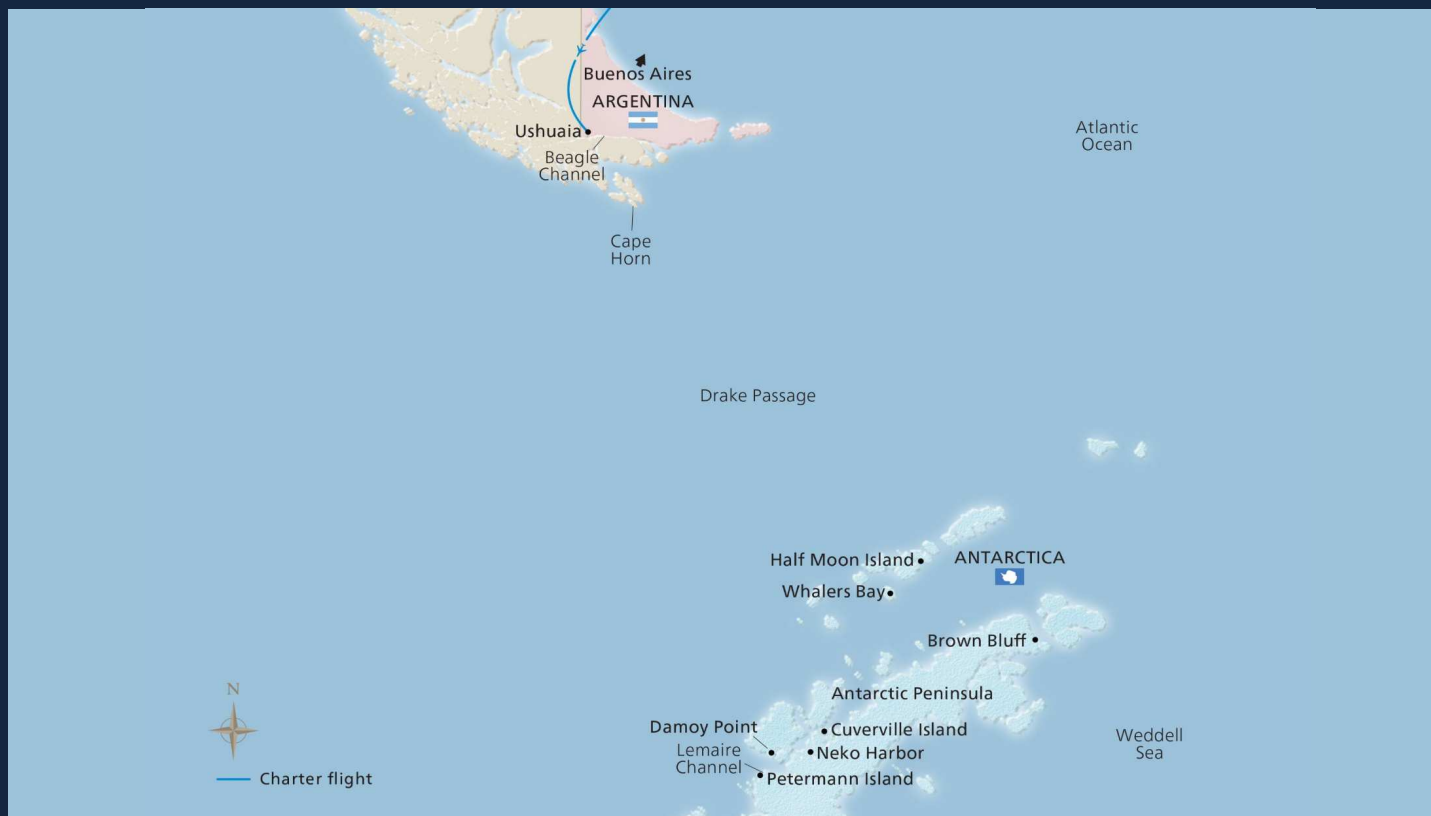 Buenos Aires
ARGENTINA
Ushuaia
Beagle
Channel
Atlantic
Ocean
Cape
Horn
Drake Passage
Half Moon Island
ANTARCTICA
Whalers Bay
Brown Bluff
Antarctic Peninsula
Damoy Point
Cuverville Island
Lemaire
Channel
Neko Harbor
Petermann Island
Weddell
Sea
N
Charter flight